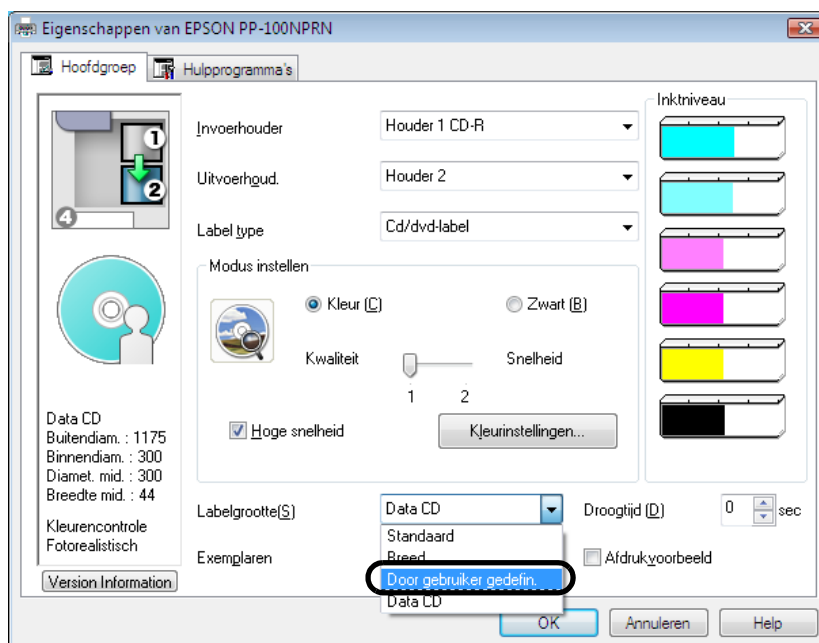 Eigenschappen van EPSON PP-100NPRN
Hoofdgroep
Hulpprogramma's
1
2
4
Data CD
Buitendiam. : 1175
Binnendiam. : 300
Diamet. mid. : 300
Breedte mid. : 44
Kleurencontrole
Fotorealistisch
Version Information
Invoerhouder
Houder 1 CD-R
Uitvoerhoud.
Houder 2
Label type
Cd/dvd-label
Modus instellen
Kleur (C)
Zwart (B)
Kwaliteit
Snelheid
1 2
Hoge snelheid
Kleurinstellingen...
Labelgrootte(S)
Data CD
Droogtijd (D)
0
sec
Standaard
Breed
Door gebruiker gedefin.
Data CD
Exemplaren
Afdrukvoorbeeld
Inktniveau
OK
Annuleren
Help